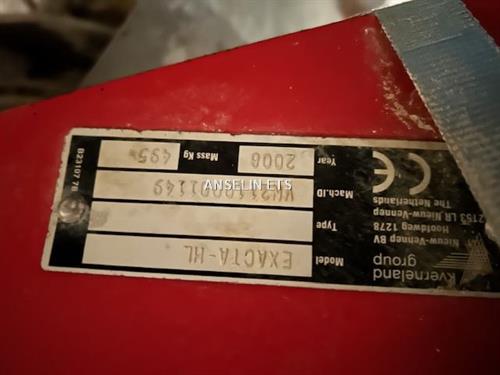 Kverneland
group
Nieuw-Vennep BV
Hoofdweg 1278
2153 LR Nieuw-Vennep
The Netherlands
CE
Model EXACTA-HL
Type
Mach.ID
Year 2008 Mass Kg 495
ANSELIN ETS